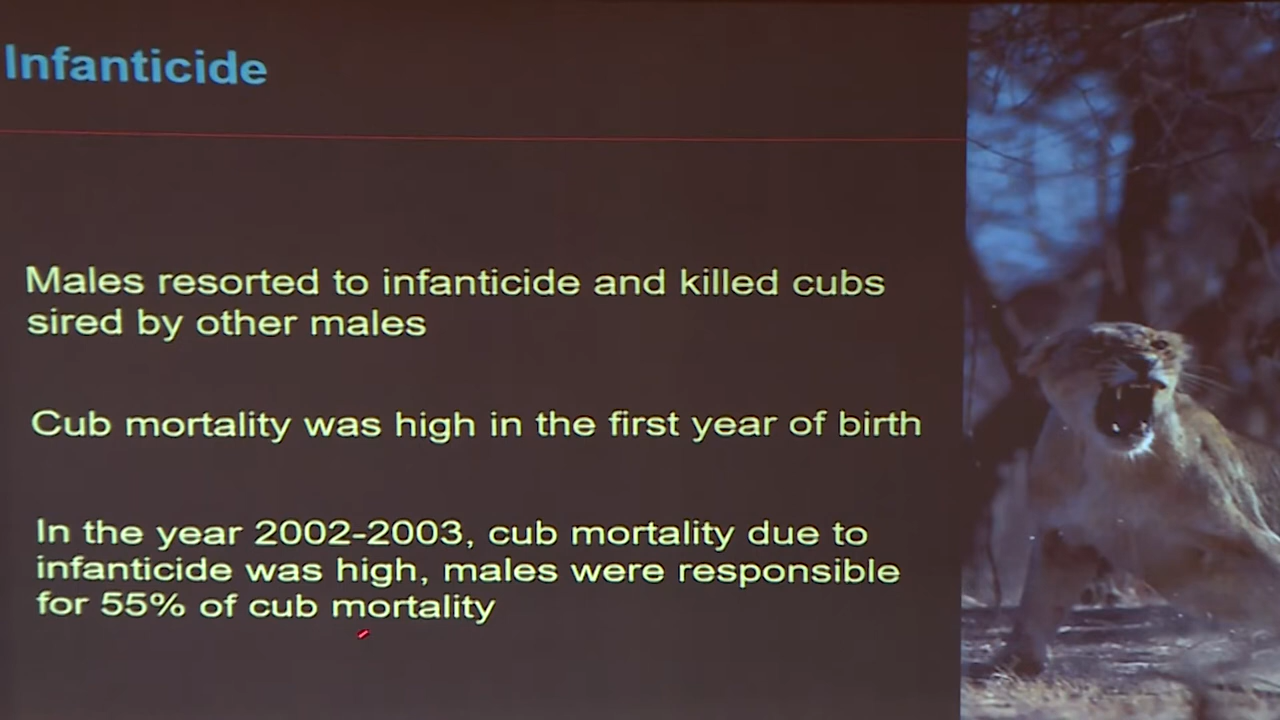 Infanticide
Males resorted to infanticide and killed cubs
sired by other males
Cub mortality was high in the first year of birth
In the year 2002-2003, cub mortality due to
infanticide was high, males were responsible
for 55% of cub mortality